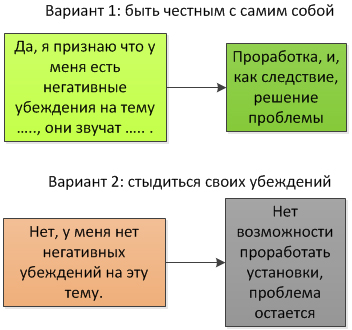 Вариант 1: быть честным с самим собой
Да, я признаю что у
меня есть
негативные
убеждения на тему
….., они звучат ….. .
Проработка, и,
как следствие,
решение
проблемы
Вариант 2: стыдиться своих убеждений
Нет, у меня нет
негативных
убеждений на эту
тему.
Нет
возможности
проработать
установки,
проблема
остается